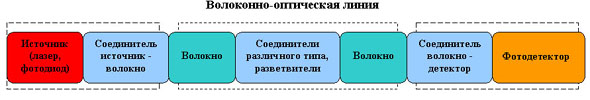 Волоконно-оптическая линия
Источник
(лазер,
фотодиод)
Соединитель
источник -
волокно
Волокно
Соединители
различного типа,
разветвители
Волокно
Соединитель
волокно -
детектор
Фотодетектор